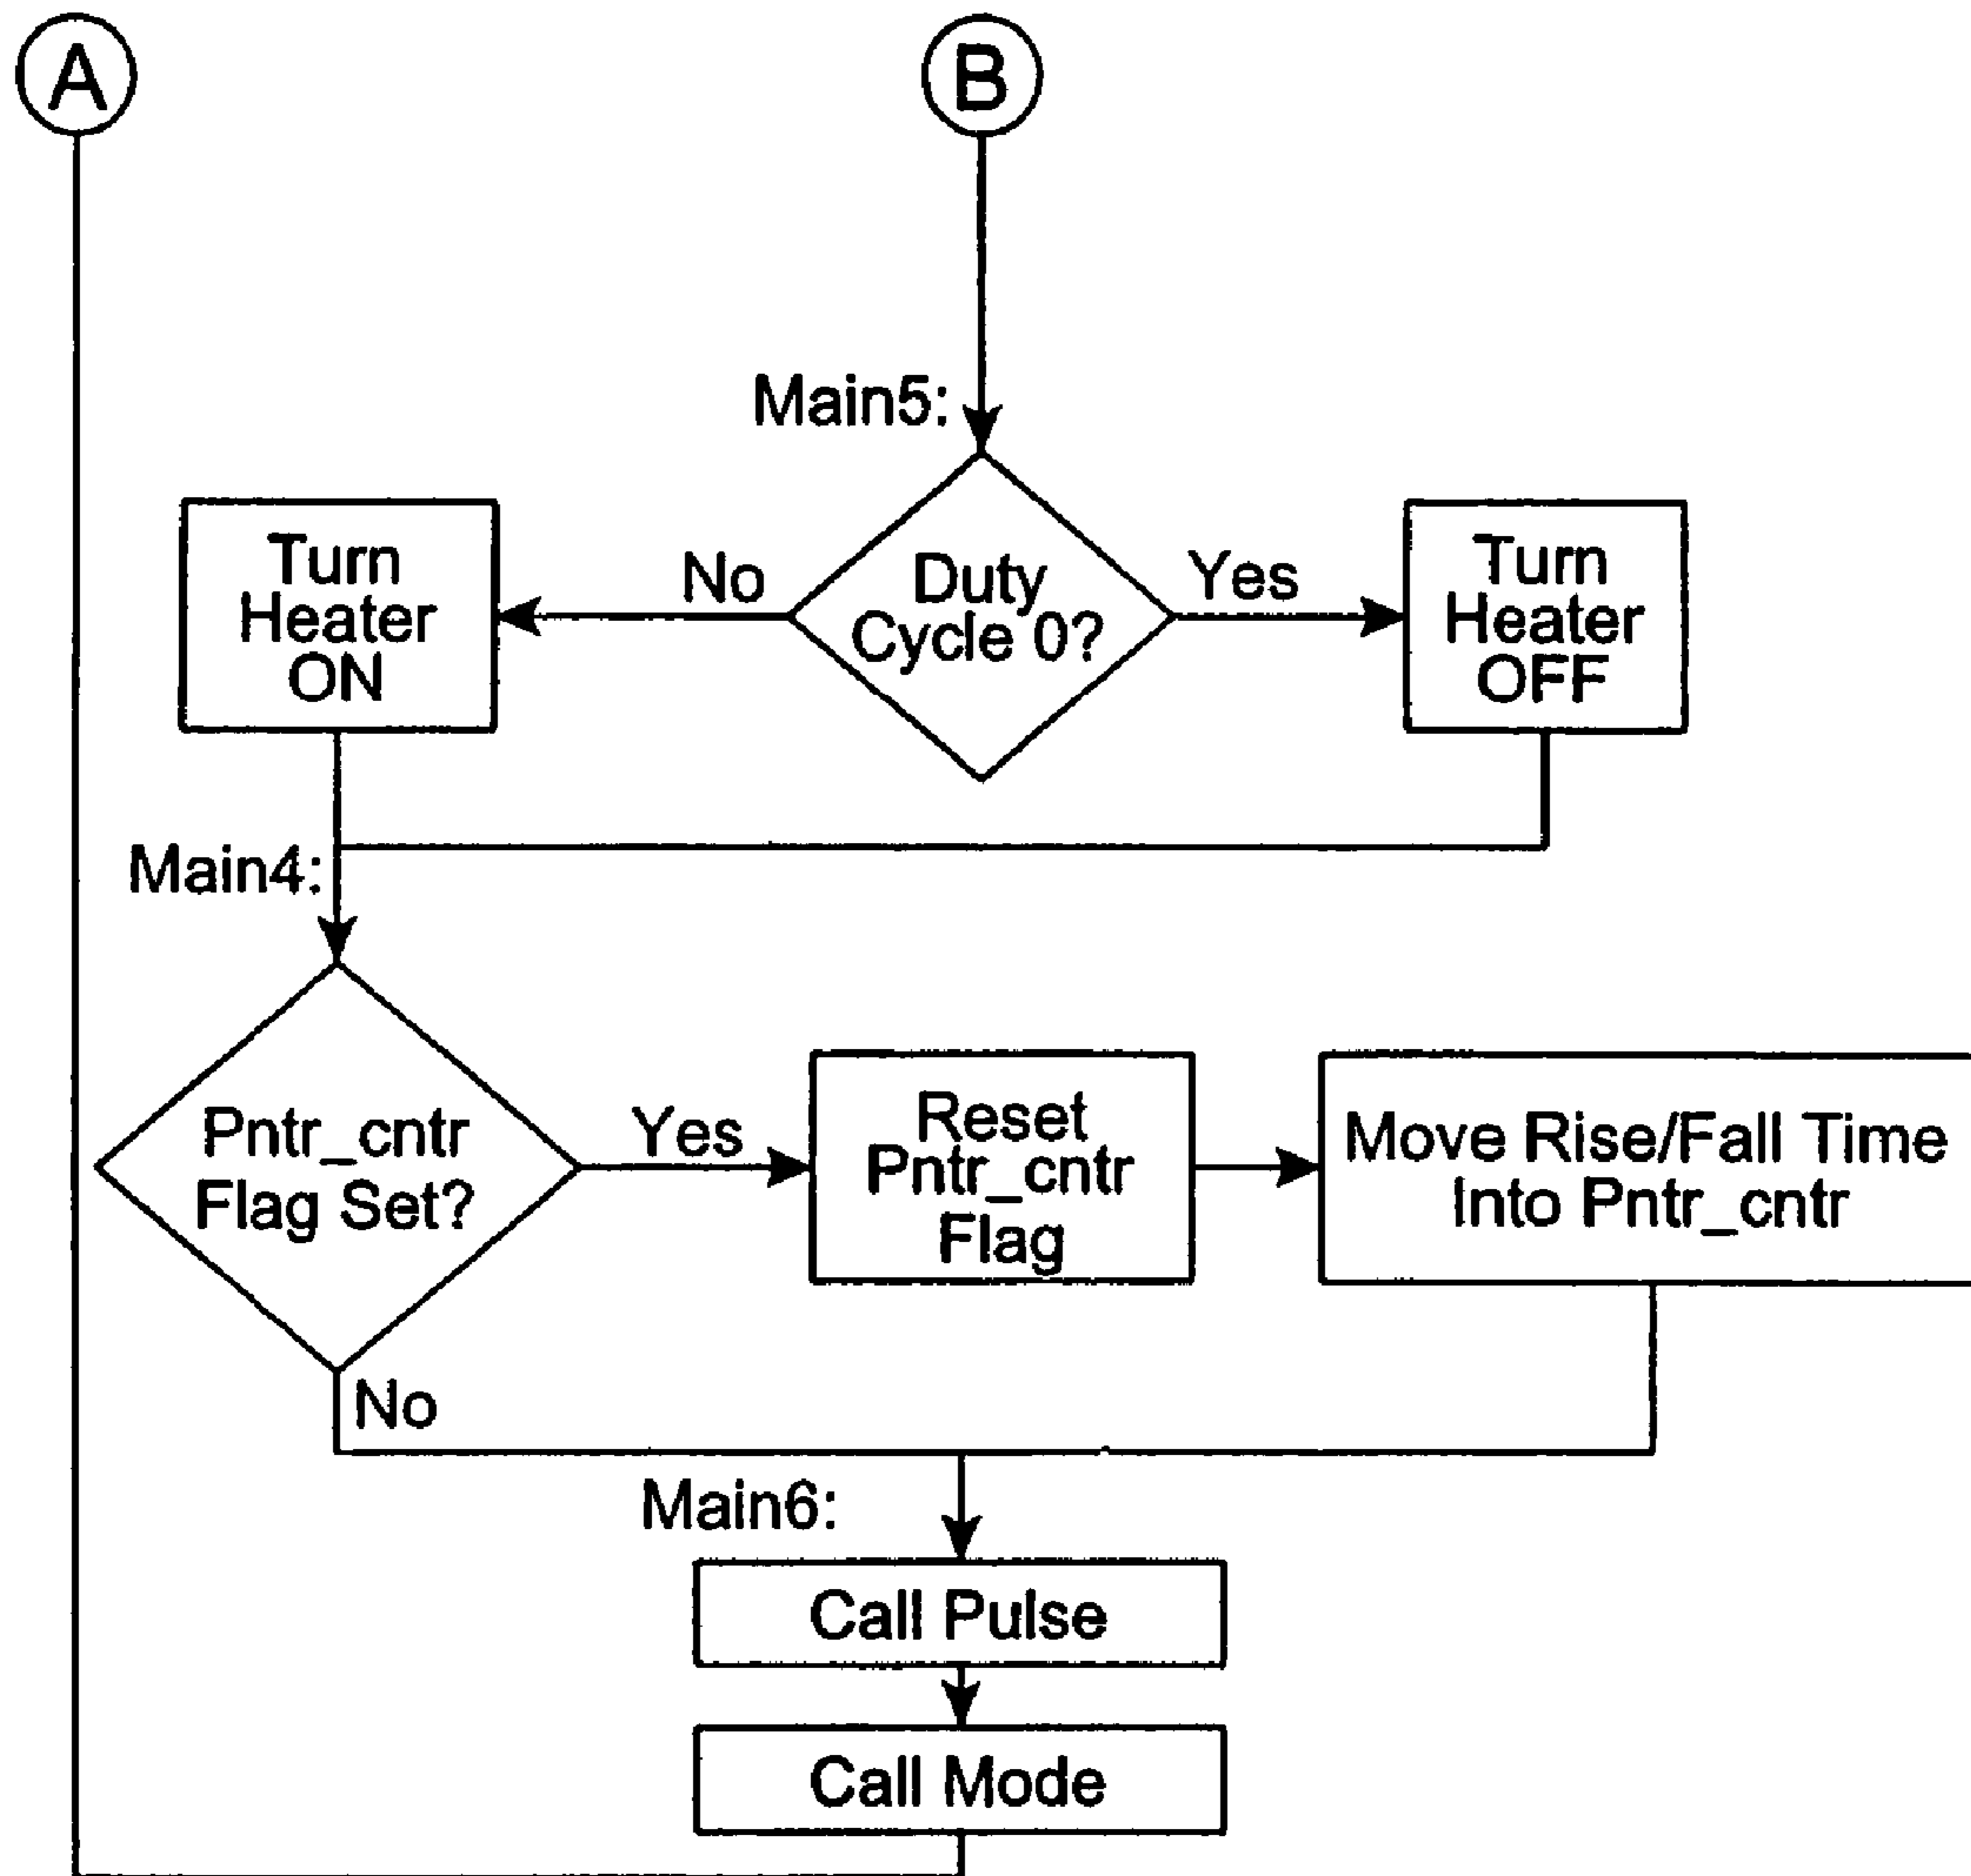 A
B
Main5:
Turn
Heater
ON
No
Duty
Cycle 0?
Yes
Turn
Heater
OFF
Main4:
Pntr_cntr
Flag Set?
Yes
Reset
Pntr_cntr
Flag
Move Rise/Fall Time
Into Pntr_cntr
No
Main6:
Call Pulse
Call Mode